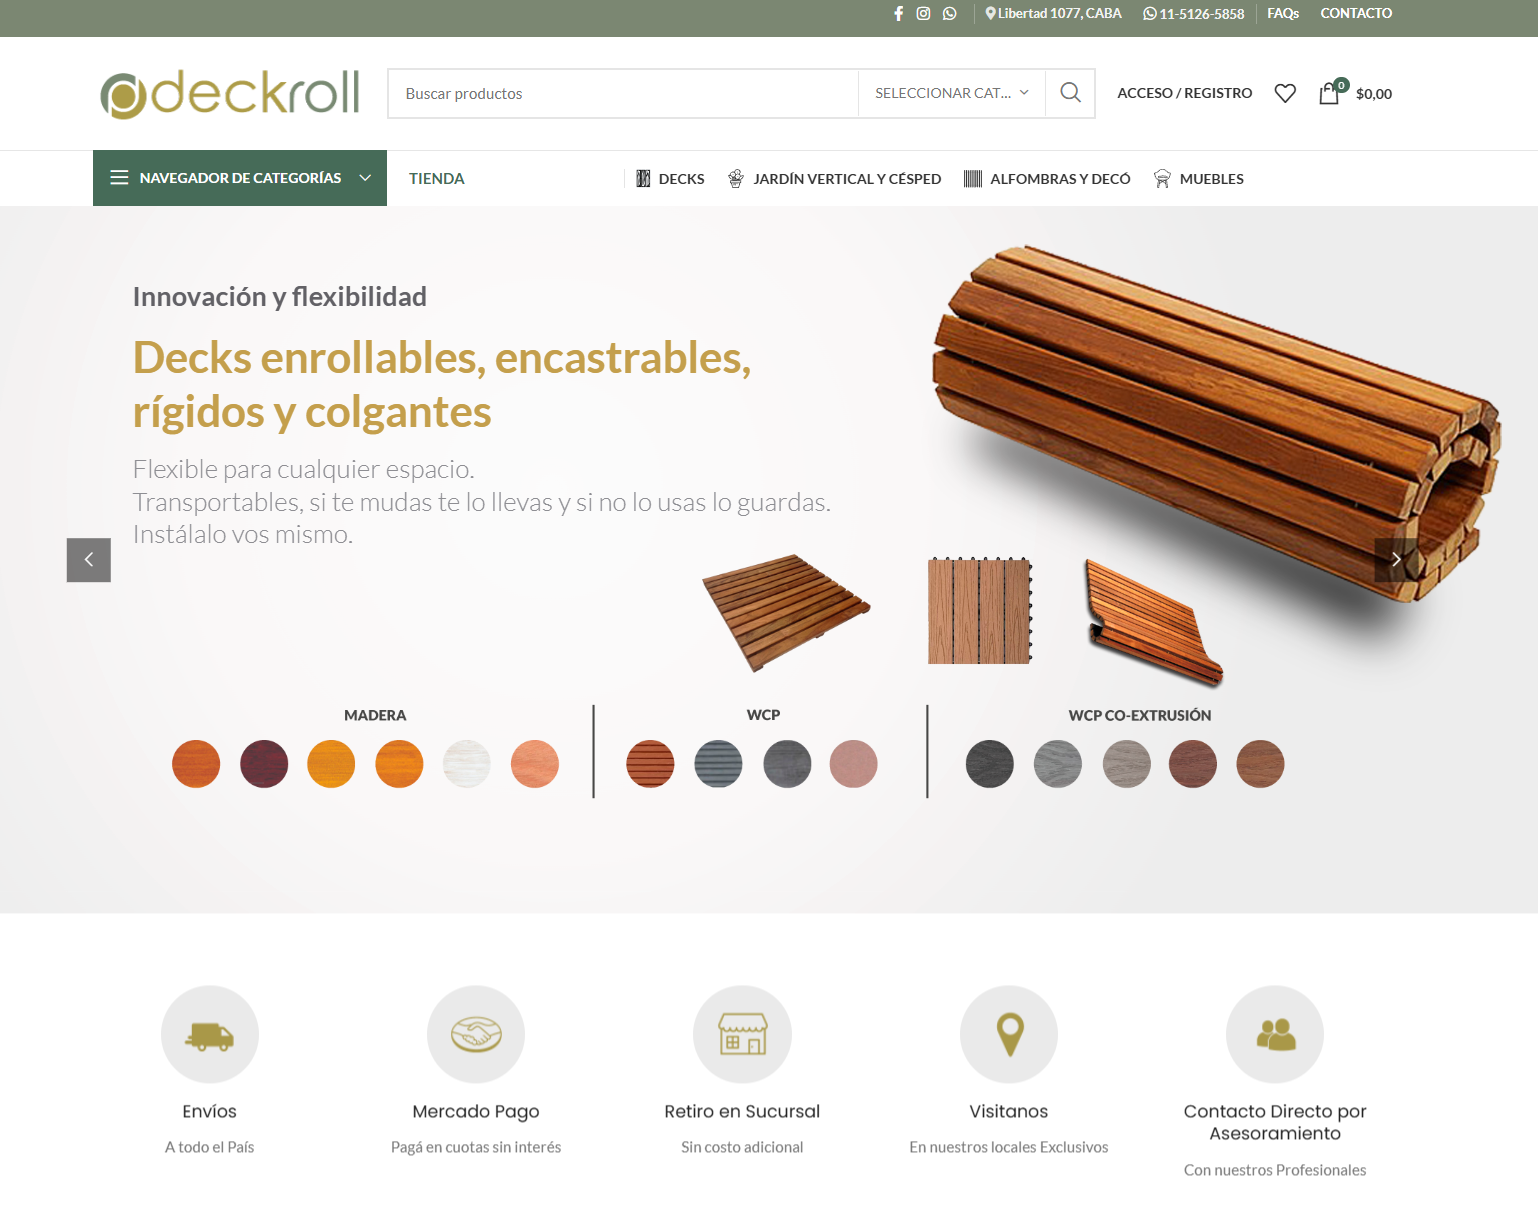 Libertad 1077, CABA
11-5126-5858
FAQs
CONTACTO
deckroll
Buscar productos
SELECCIONAR CAT...
ACCESO / REGISTRO
0
$0,00
NAVEGADOR DE CATEGORÍAS
TIENDA
DECKS
JARDÍN VERTICAL Y CÉSPED
ALFOMBRAS Y DECÓ
MUEBLES
Innovación y flexibilidad
Decks enrollables, encastrables,
rígidos y colgantes
Flexible para cualquier espacio.
Transportables, si te mudas te lo llevas y si no lo usas lo guardas.
Instálalo vos mismo.
MADERA
WCP
WCP CO-EXTRUSIÓN
Envíos
A todo el País
Mercado Pago
Pagá en cuotas sin interés
Retiro en Sucursal
Sin costo adicional
Visitanos
En nuestros locales Exclusivos
Contacto Directo por
Asesoramiento
Con nuestros Profesionales